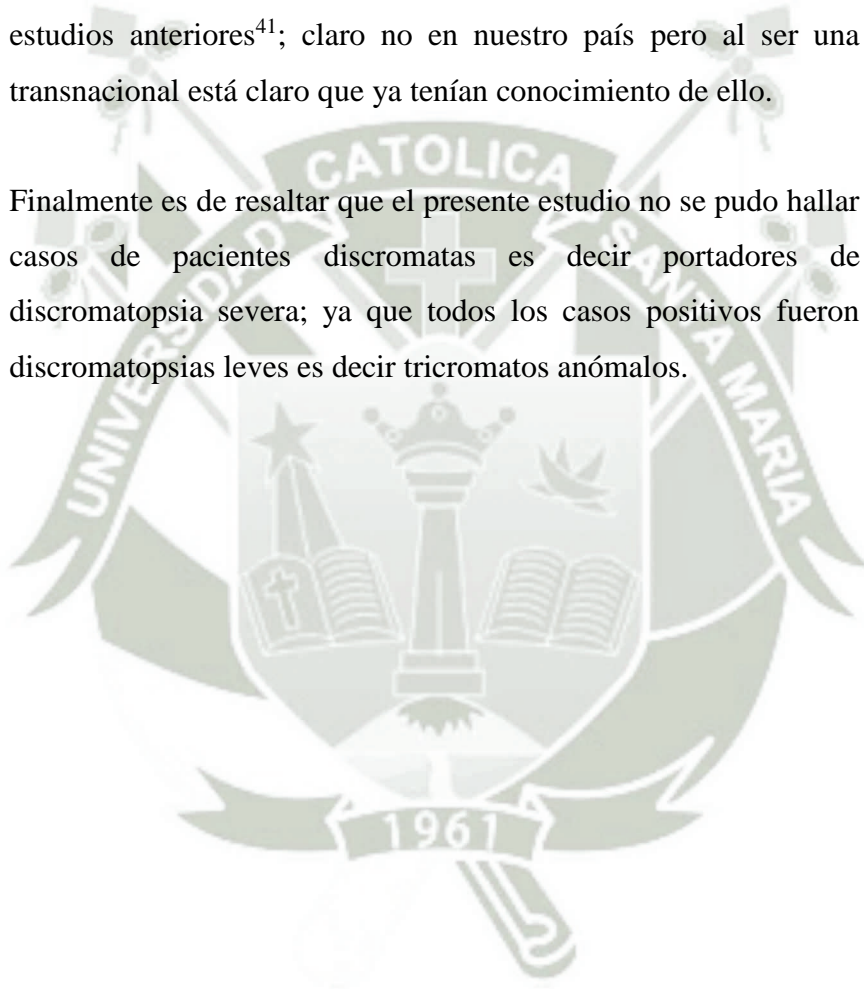 estudios anteriores41; claro no en nuestro país pero al ser una
transnacional está claro que ya tenían conocimiento de ello.
Finalmente es de resaltar que el presente estudio no se pudo hallar
casos de pacientes discromatas es decir portadores de
discromatopsia severa; ya que todos los casos positivos fueron
discromatopsias leves es decir tricromatos anómalos.
UNIVERSIDAD CATOLICA SANTA MARIA
1961